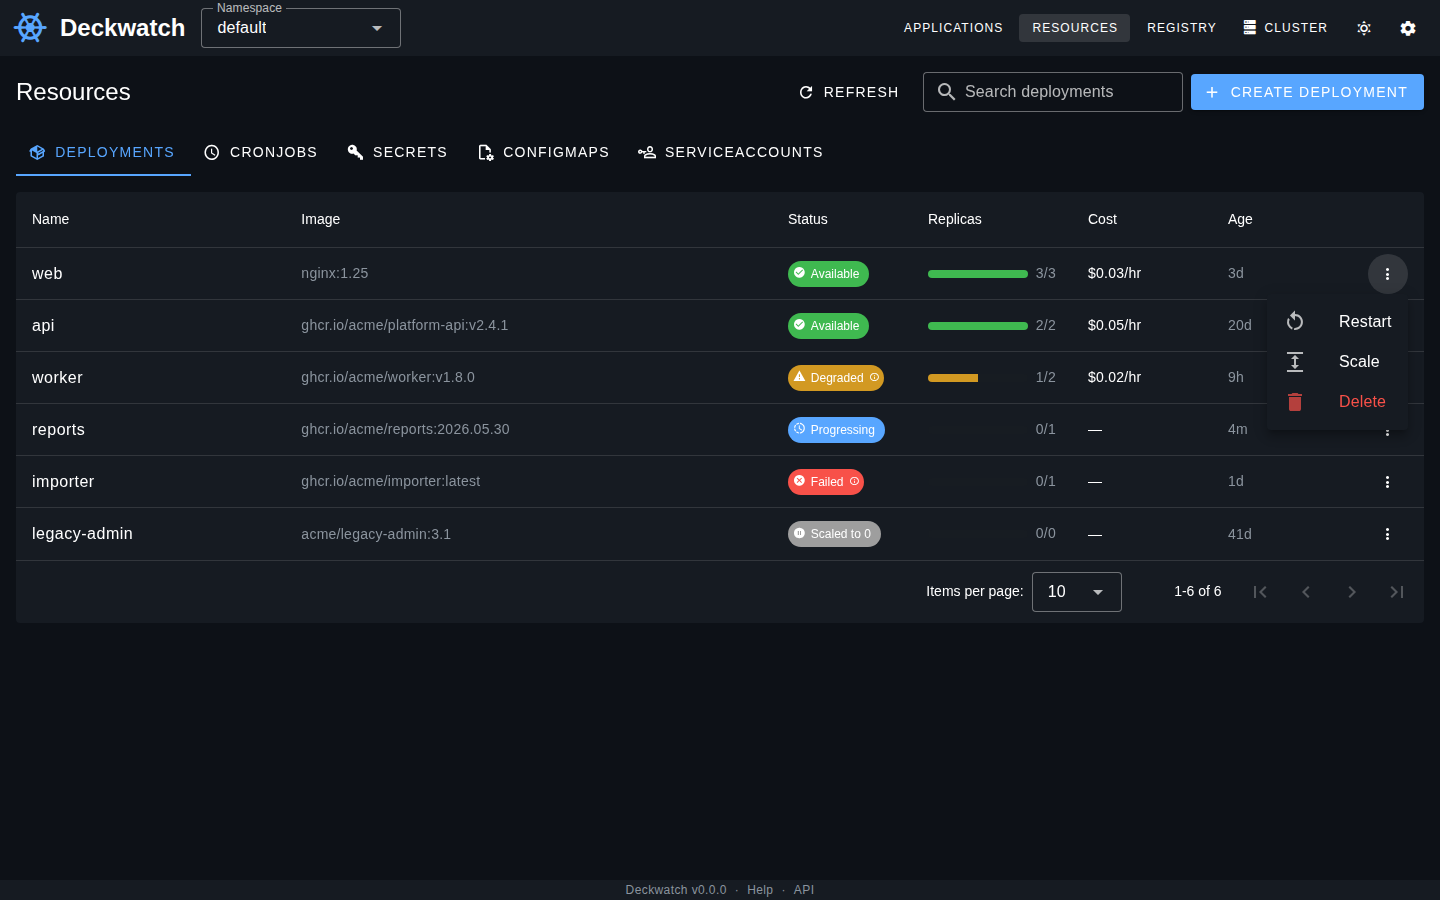 Deckwatch
Namespace
default
APPLICATIONS
RESOURCES
REGISTRY
CLUSTER
Resources
REFRESH
Search deployments
CREATE DEPLOYMENT
DEPLOYMENTS
CRONJOBS
SECRETS
CONFIGMAPS
SERVICEACCOUNTS
Name Image Status Replicas Cost Age
web nginx:1.25 Available 3/3 $0.03/hr 3d
api ghcr.io/acme/platform-api:v2.4.1 Available 2/2 $0.05/hr 20d
worker ghcr.io/acme/worker:v1.8.0 Degraded 1/2 $0.02/hr 9h
reports ghcr.io/acme/reports:2026.05.30 Progressing 0/1 — 4m
importer ghcr.io/acme/importer:latest Failed 0/1 — 1d
legacy-admin acme/legacy-admin:3.1 Scaled to 0 0/0 — 41d
Restart
Scale
Delete
Items per page: 10 1-6 of 6
Deckwatch v0.0.0 · Help · API